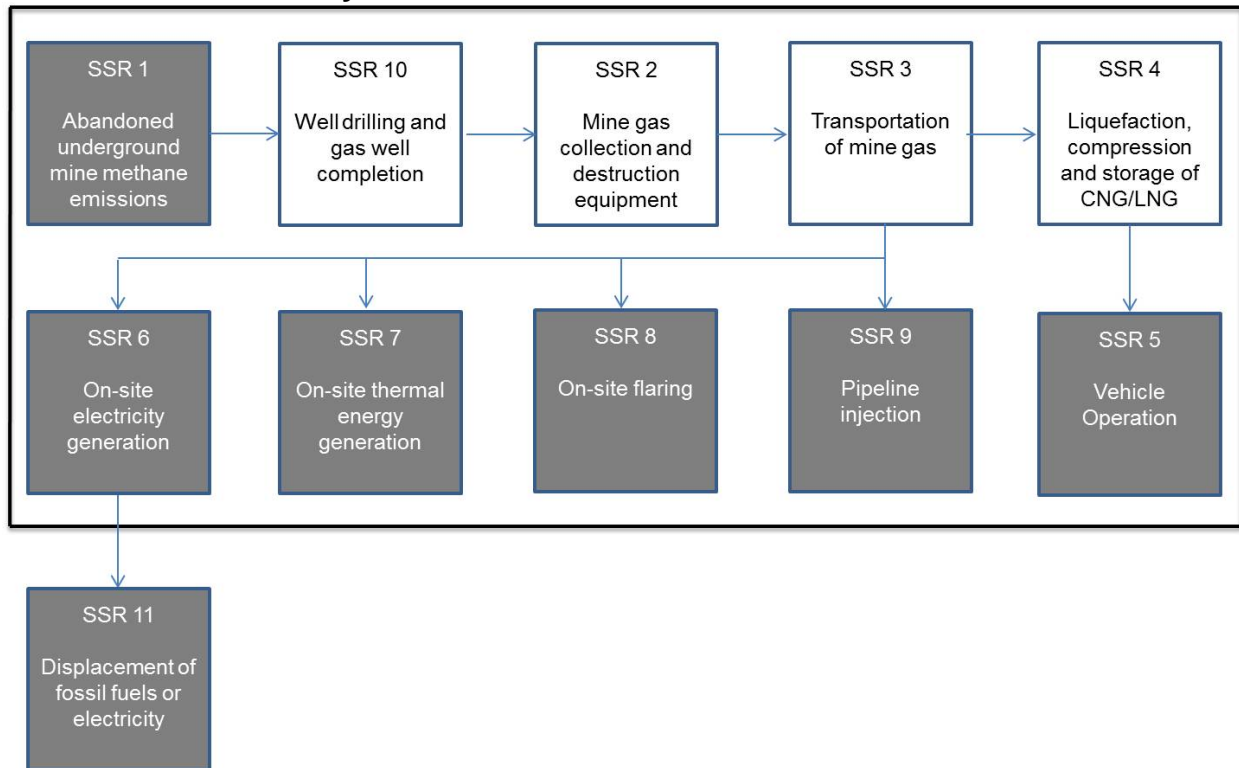 SSR 1
Abandoned
underground
mine methane
emissions
SSR 10
Well drilling and
gas well
completion
SSR 2
Mine gas
collection and
destruction
equipment
SSR 3
Transportation
of mine gas
SSR 4
Liquefaction,
compression
and storage of
CNG/LNG
SSR 6
On-site
electricity
generation
SSR 7
On-site thermal
energy
generation
SSR 8
On-site flaring
SSR 9
Pipeline
injection
SSR 5
Vehicle
Operation
SSR 11
Displacement of
fossil fuels or
electricity